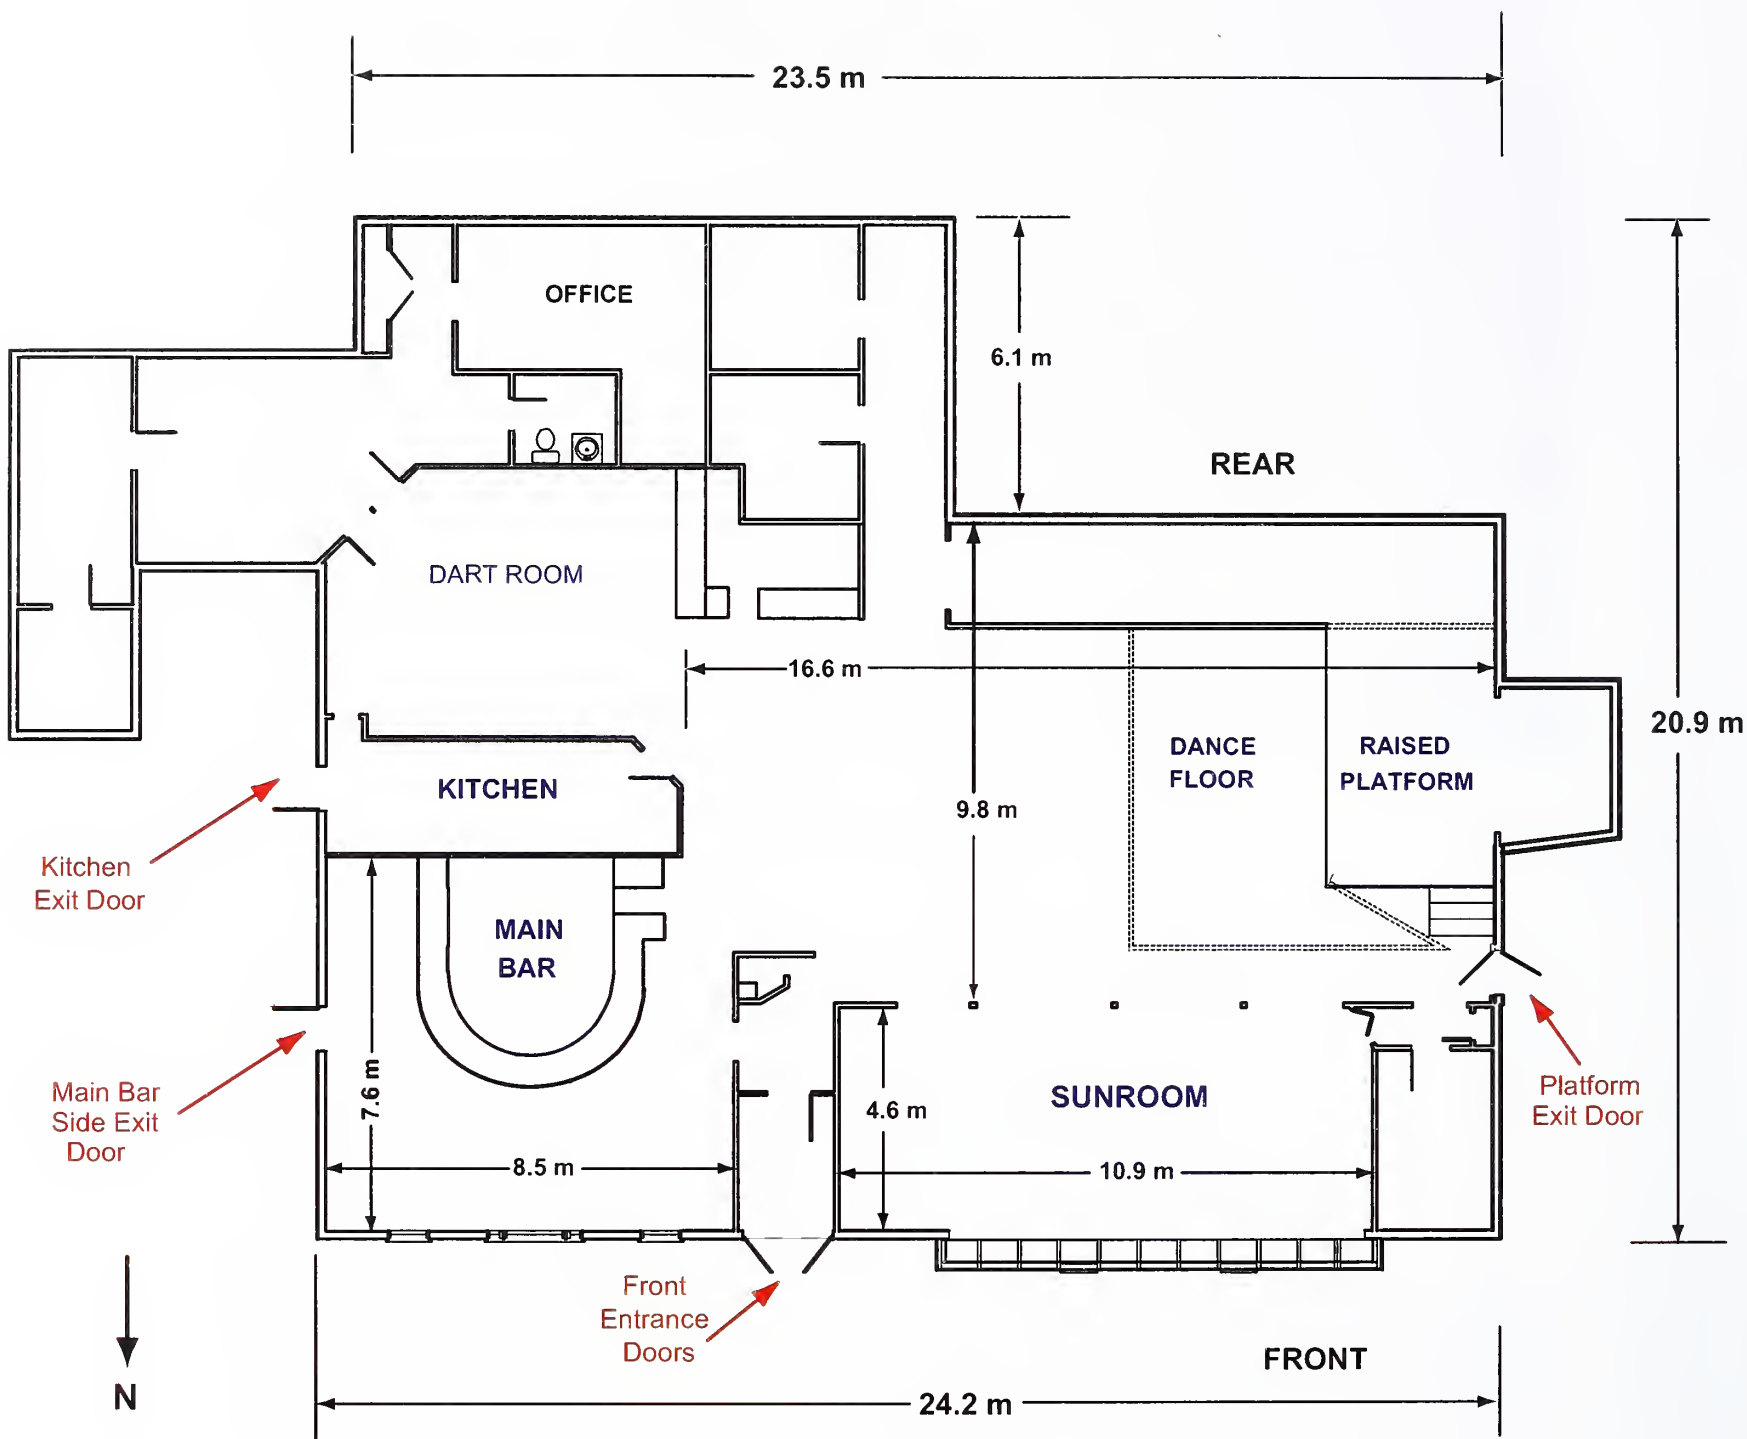 23.5 m
OFFICE
6.1 m
REAR
DART ROOM
16.6 m
20.9 m
DANCE
FLOOR
RAISED
PLATFORM
KITCHEN
9.8 m
Kitchen
Exit Door
MAIN
BAR
7.6 m
Main Bar
Side Exit
Door
SUNROOM
4.6 m
Platform
Exit Door
8.5 m
10.9 m
Front
Entrance
Doors
FRONT
N
24.2 m